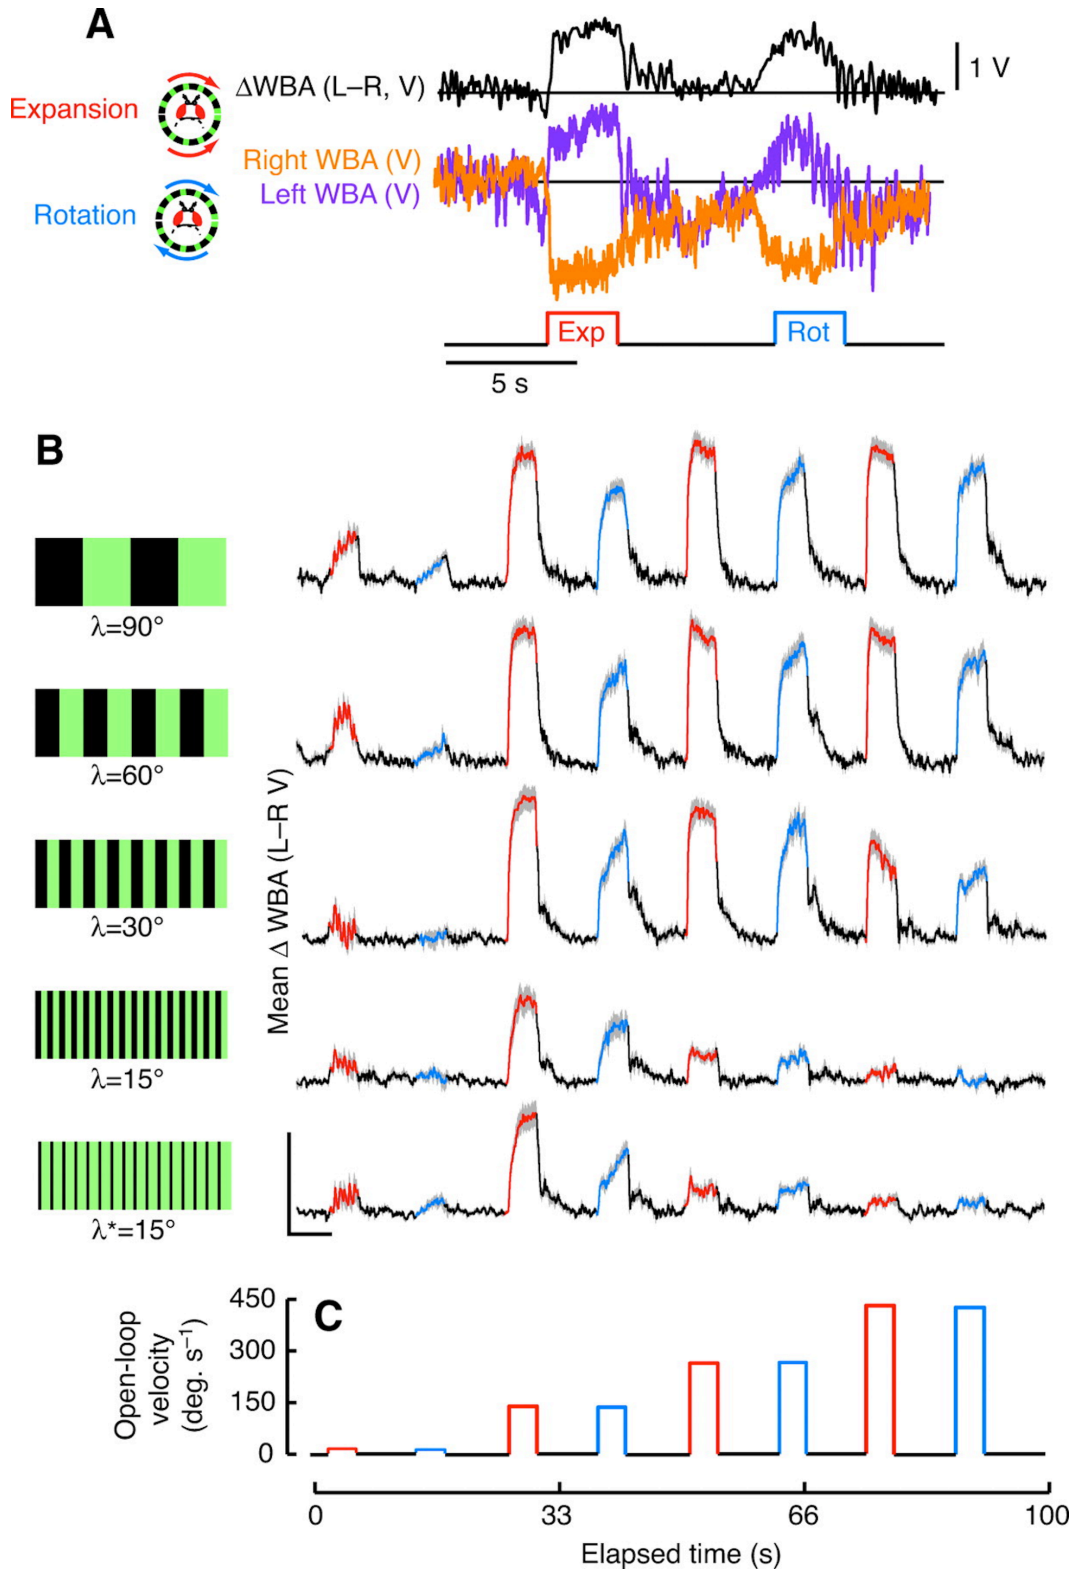 A
Expansion
Rotation
ΔWBA (L–R, V)
1 V
Right WBA (V)
Left WBA (V)
Exp
Rot
5 s
B
λ=90°
λ=60°
λ=30°
λ=15°
λ*=15°
Mean Δ WBA (L–R V)
C
Open-loop
velocity
(deg. s⁻¹)
450
300
150
0
0
33
66
100
Elapsed time (s)